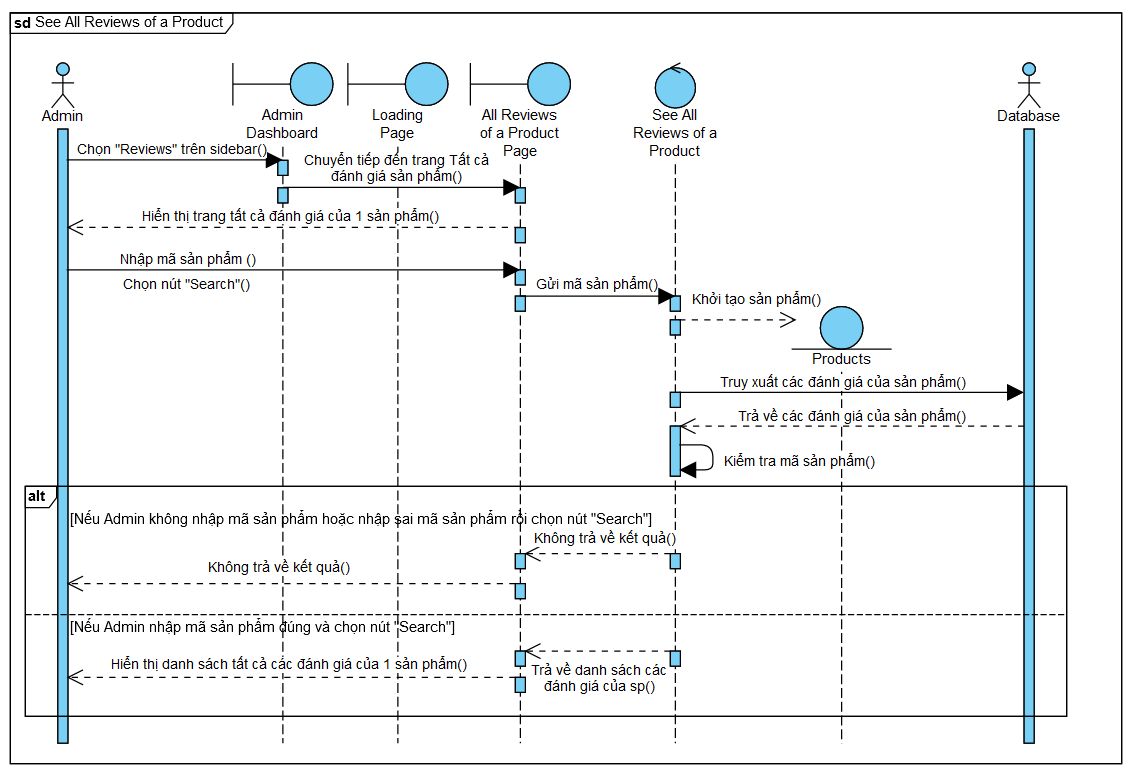 sd See All Reviews of a Product
Admin
Admin
Dashboard
Loading
Page
All Reviews
of a Product
Page
See All
Reviews of a
Product
Database
Chọn "Reviews" trên sidebar()
Chuyển tiếp đến trang Tất cả
đánh giá sản phẩm()
Hiển thị trang tất cả đánh giá của 1 sản phẩm()
Nhập mã sản phẩm ()
Chọn nút "Search"()
Gửi mã sản phẩm()
Khởi tạo sản phẩm()
Products
Truy xuất các đánh giá của sản phẩm()
Trả về các đánh giá của sản phẩm()
Kiểm tra mã sản phẩm()
alt
[Nếu Admin không nhập mã sản phẩm hoặc nhập sai mã sản phẩm rồi chọn nút "Search"]
Không trả về kết quả()
Không trả về kết quả()
[Nếu Admin nhập mã sản phẩm đúng và chọn nút "Search"]
Hiển thị danh sách tất cả các đánh giá của 1 sản phẩm()
Trả về danh sách các
đánh giá của sp()